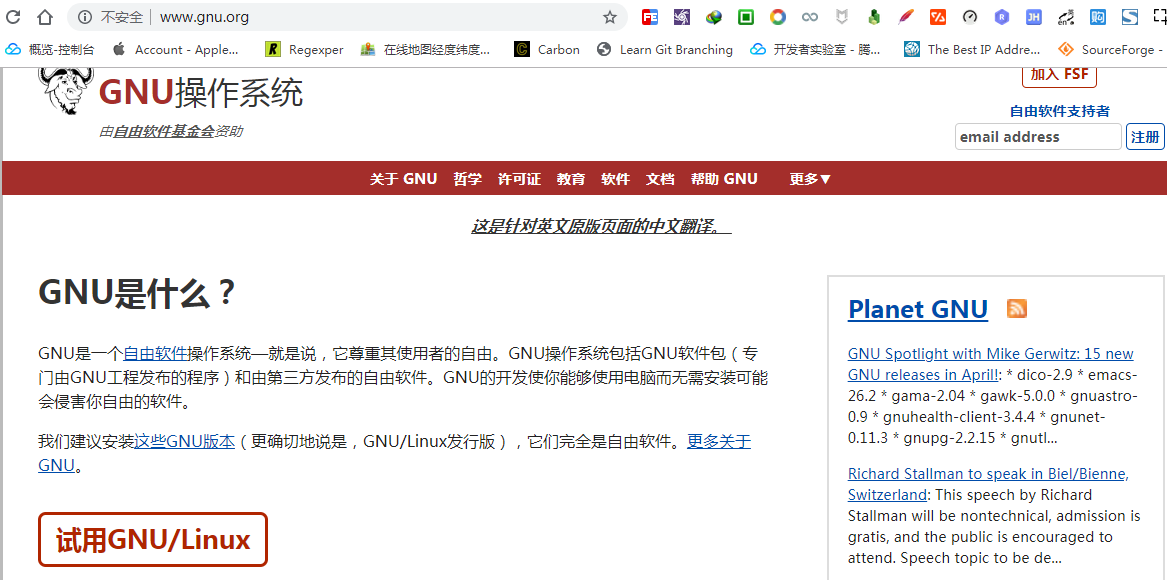 不安全 | www.gnu.org
概览-控制台 Account - Apple... Regexper 在线地图经度纬度... Carbon Learn Git Branching 开发者实验室 - 腾... The Best IP Addre... SourceForge -
GNU操作系统
由自由软件基金会资助
加入 FSF
自由软件支持者
email address 注册
关于 GNU 哲学 许可证 教育 软件 文档 帮助 GNU 更多▼
这是针对英文原版页面的中文翻译。
GNU是什么？
GNU是一个自由软件操作系统—就是说，它尊重其使用者的自由。GNU操作系统包括GNU软件包（专
门由GNU工程发布的程序）和由第三方发布的自由软件。GNU的开发使你能够使用电脑而无需安装可能
会侵害你自由的软件。
我们建议安装这些GNU版本（更确切地说是，GNU/Linux发行版），它们完全是自由软件。更多关于
GNU。
试用GNU/Linux
Planet GNU
GNU Spotlight with Mike Gerwitz: 15 new
GNU releases in April!: * dico-2.9 * emacs-
26.2 * gama-2.04 * gawk-5.0.0 * gnuastro-
0.9 * gnuhealth-client-3.4.4 * gnunet-
0.11.3 * gnupg-2.2.15 * gnutl...
Richard Stallman to speak in Biel/Bienne,
Switzerland: This speech by Richard
Stallman will be nontechnical, admission is
gratis, and the public is encouraged to
attend. Speech topic to be de...